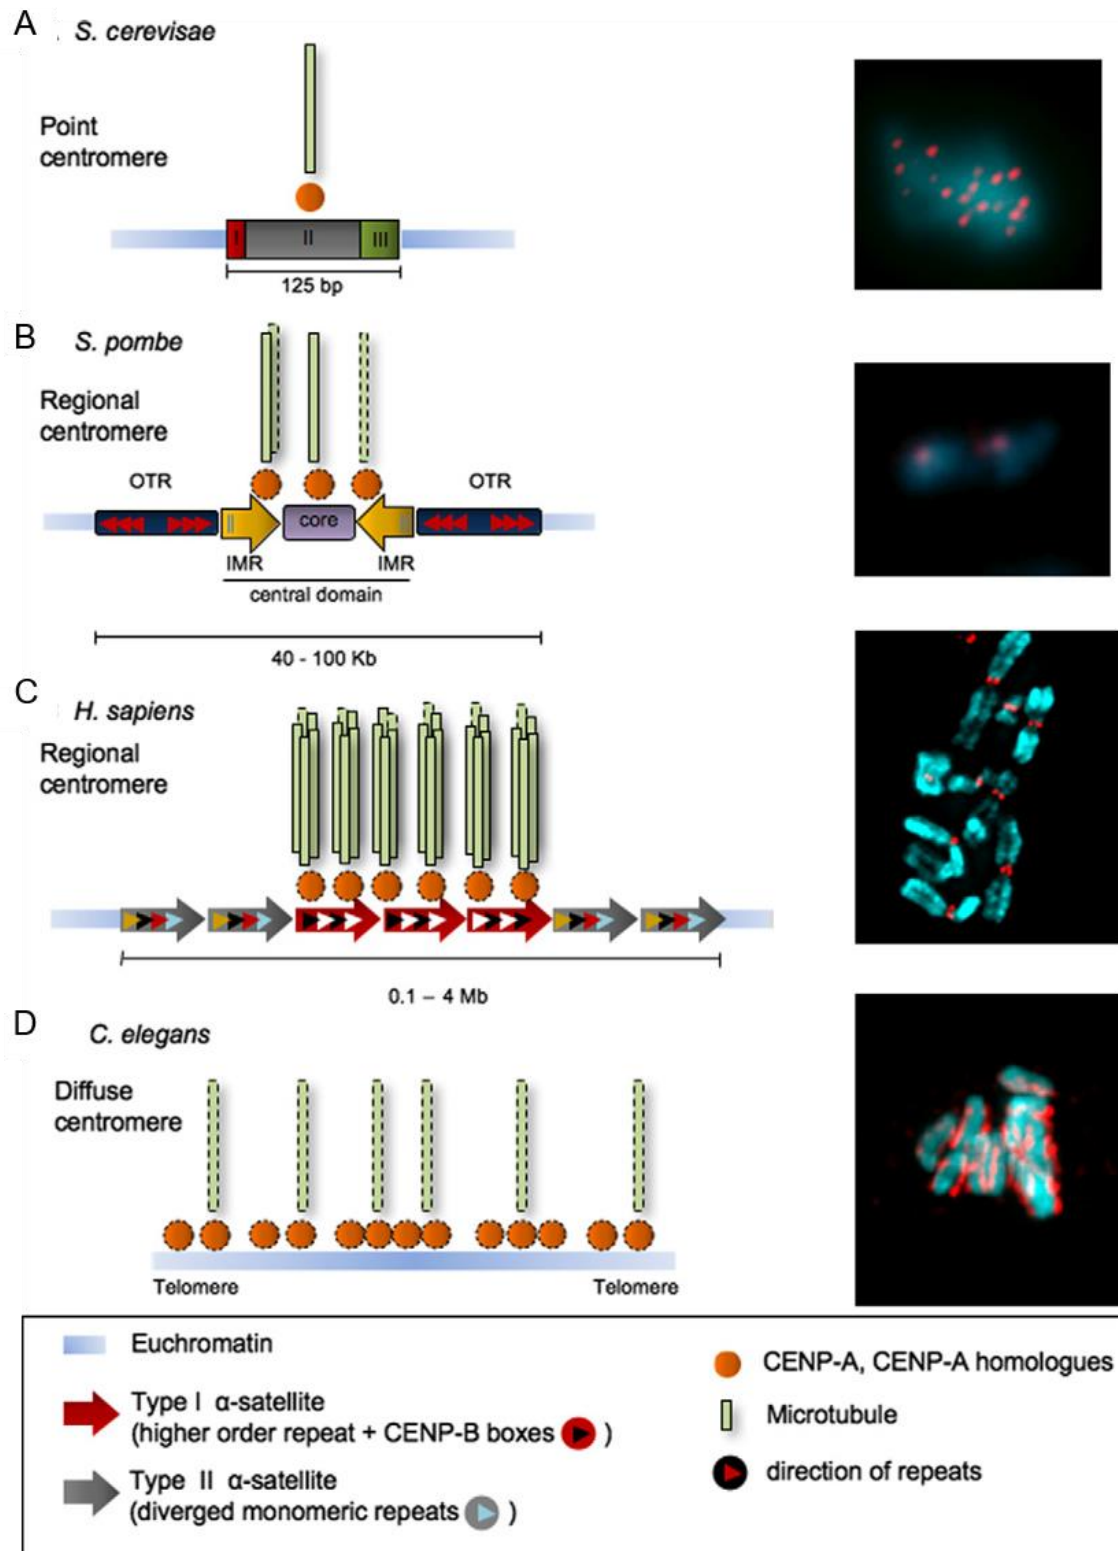 A
S. cerevisae
Point
centromere
I
II
III
125 bp
B
S. pombe
Regional
centromere
OTR
OTR
core
IMR
IMR
central domain
40 - 100 Kb
C
H. sapiens
Regional
centromere
0.1 – 4 Mb
D
C. elegans
Diffuse
centromere
Telomere
Telomere
Euchromatin
Type I α-satellite
(higher order repeat + CENP-B boxes )
Type II α-satellite
(diverged monomeric repeats )
CENP-A, CENP-A homologues
Microtubule
direction of repeats